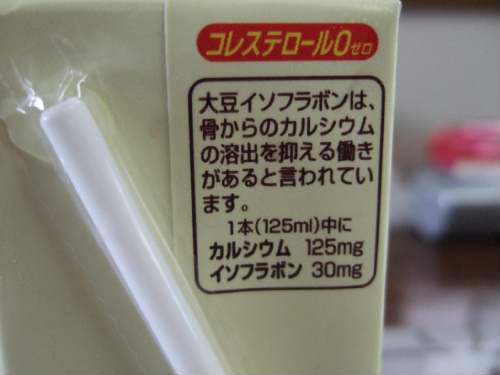 コレステロール0ゼロ
大豆イソフラボンは、
骨からのカルシウム
の溶出を抑える働き
があると言われてい
ます。
1本(125ml)中に
カルシウム 125mg
イソフラボン 30mg